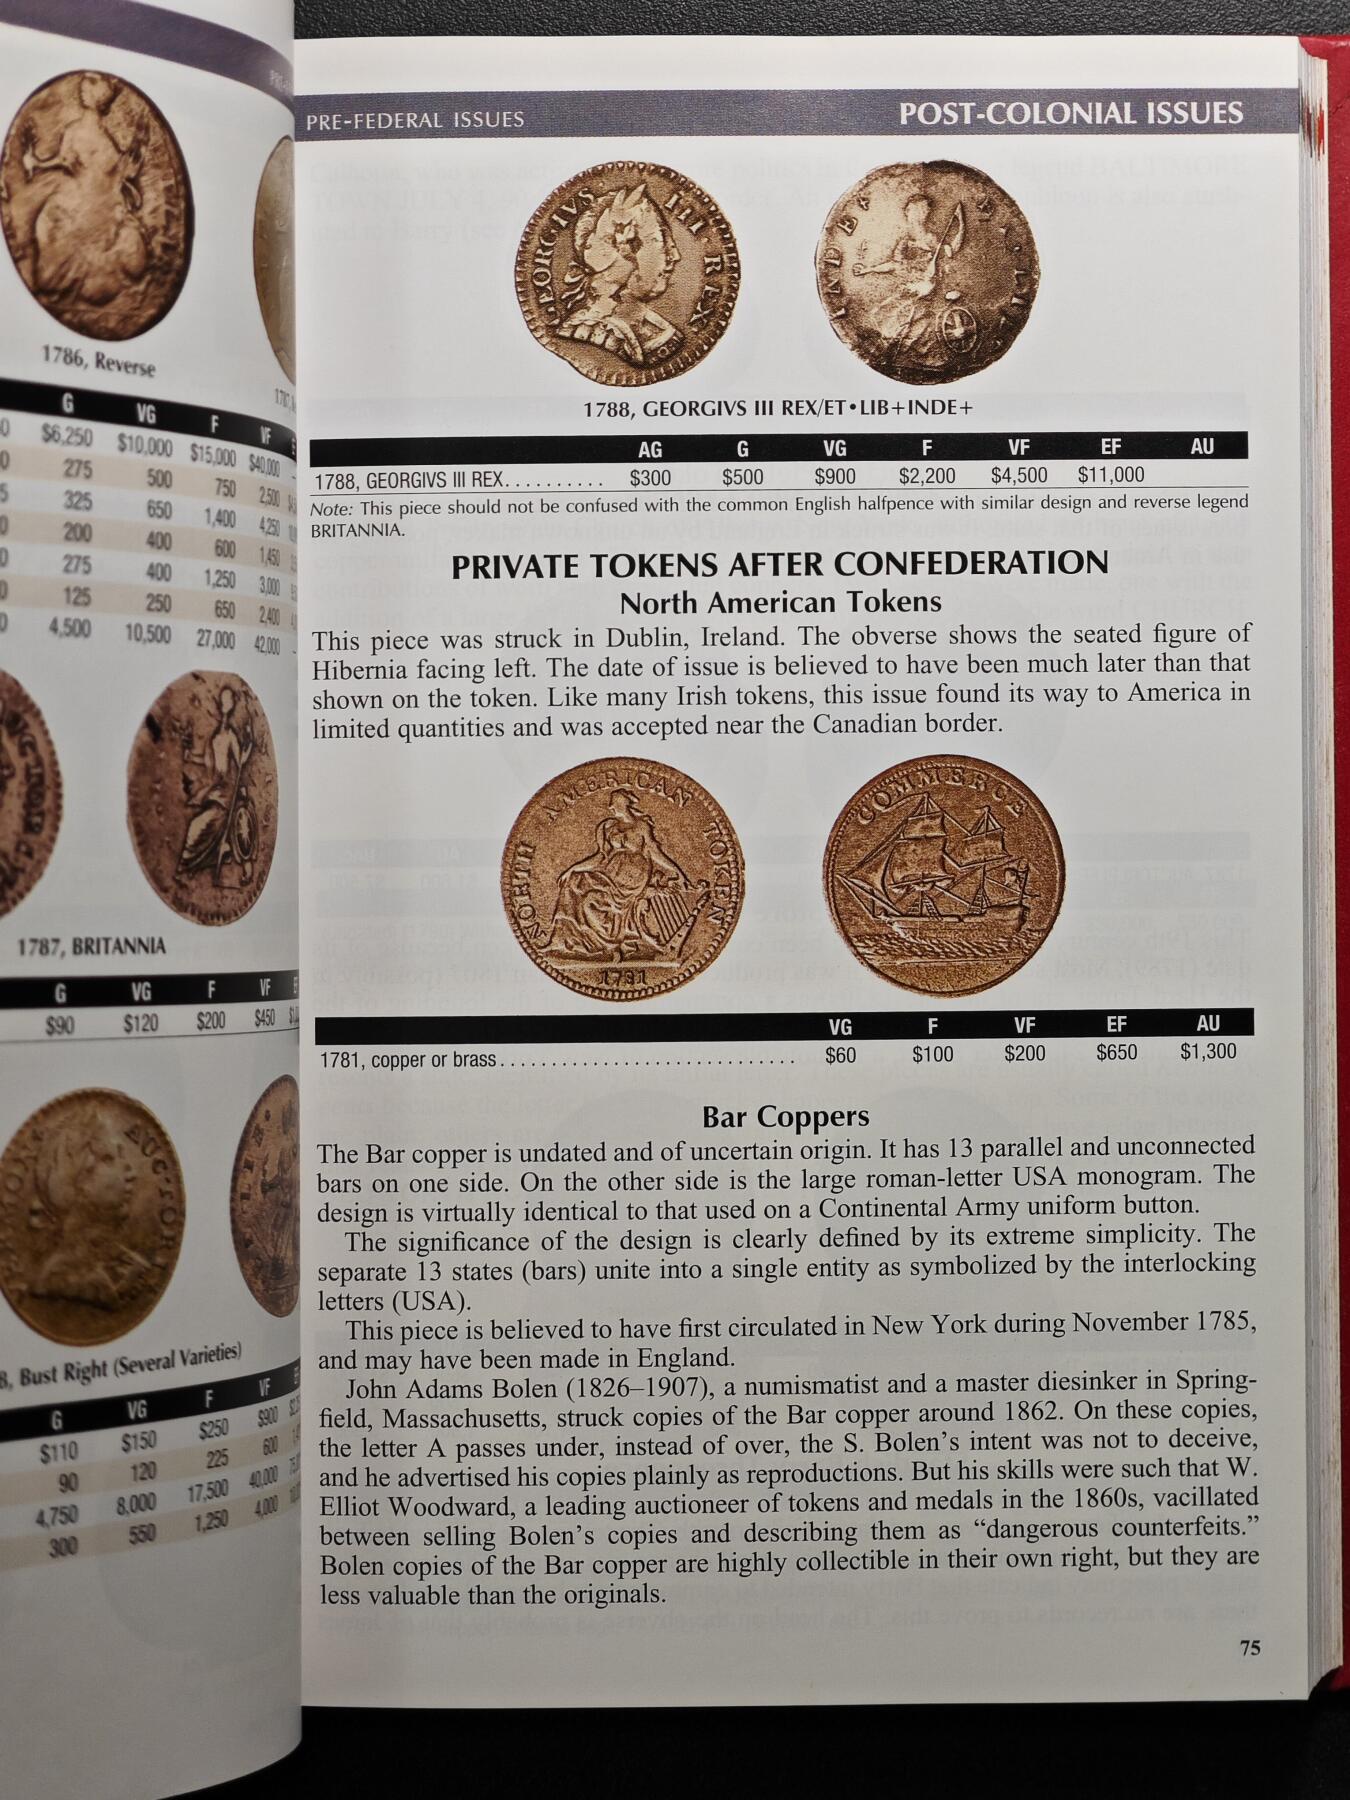 1786, Reverse
G VG F VF
$6,250 $10,000 $15,000 $40,000
275 500 750 2,500
325 650 1,400 4,250
200 400 600 1,450
275 400 1,250 3,000
125 250 650 2,400
4,500 10,500 27,000 42,000
1787, BRITANNIA
G VG F VF
$90 $120 $200 $450
Bust Right (Several Varieties)
G VG F VF
$110 $150 $250 $900
90 120 225 600
4,750 8,000 17,500 40,000
300 550 1,250 4,000
PRE-FEDERAL ISSUES POST-COLONIAL ISSUES
GEORGIVS III·REX
INDE
1788, GEORGIVS III REX/ET•LIB+INDE+
AG G VG F VF EF AU
1788, GEORGIVS III REX.......... $300 $500 $900 $2,200 $4,500 $11,000
Note: This piece should not be confused with the common English halfpence with similar design and reverse legend
BRITANNIA.
PRIVATE TOKENS AFTER CONFEDERATION
North American Tokens
This piece was struck in Dublin, Ireland. The obverse shows the seated figure of
Hibernia facing left. The date of issue is believed to have been much later than that
shown on the token. Like many Irish tokens, this issue found its way to America in
limited quantities and was accepted near the Canadian border.
NORTH AMERICAN TOKEN
1781
COMMERCE
VG F VF EF AU
1781, copper or brass............................. $60 $100 $200 $650 $1,300
Bar Coppers
The Bar copper is undated and of uncertain origin. It has 13 parallel and unconnected
bars on one side. On the other side is the large roman-letter USA monogram. The
design is virtually identical to that used on a Continental Army uniform button.
The significance of the design is clearly defined by its extreme simplicity. The
separate 13 states (bars) unite into a single entity as symbolized by the interlocking
letters (USA).
This piece is believed to have first circulated in New York during November 1785,
and may have been made in England.
John Adams Bolen (1826–1907), a numismatist and a master diesinker in Spring-
field, Massachusetts, struck copies of the Bar copper around 1862. On these copies,
the letter A passes under, instead of over, the S. Bolen's intent was not to deceive,
and he advertised his copies plainly as reproductions. But his skills were such that W.
Elliot Woodward, a leading auctioneer of tokens and medals in the 1860s, vacillated
between selling Bolen's copies and describing them as “dangerous counterfeits.”
Bolen copies of the Bar copper are highly collectible in their own right, but they are
less valuable than the originals.
75